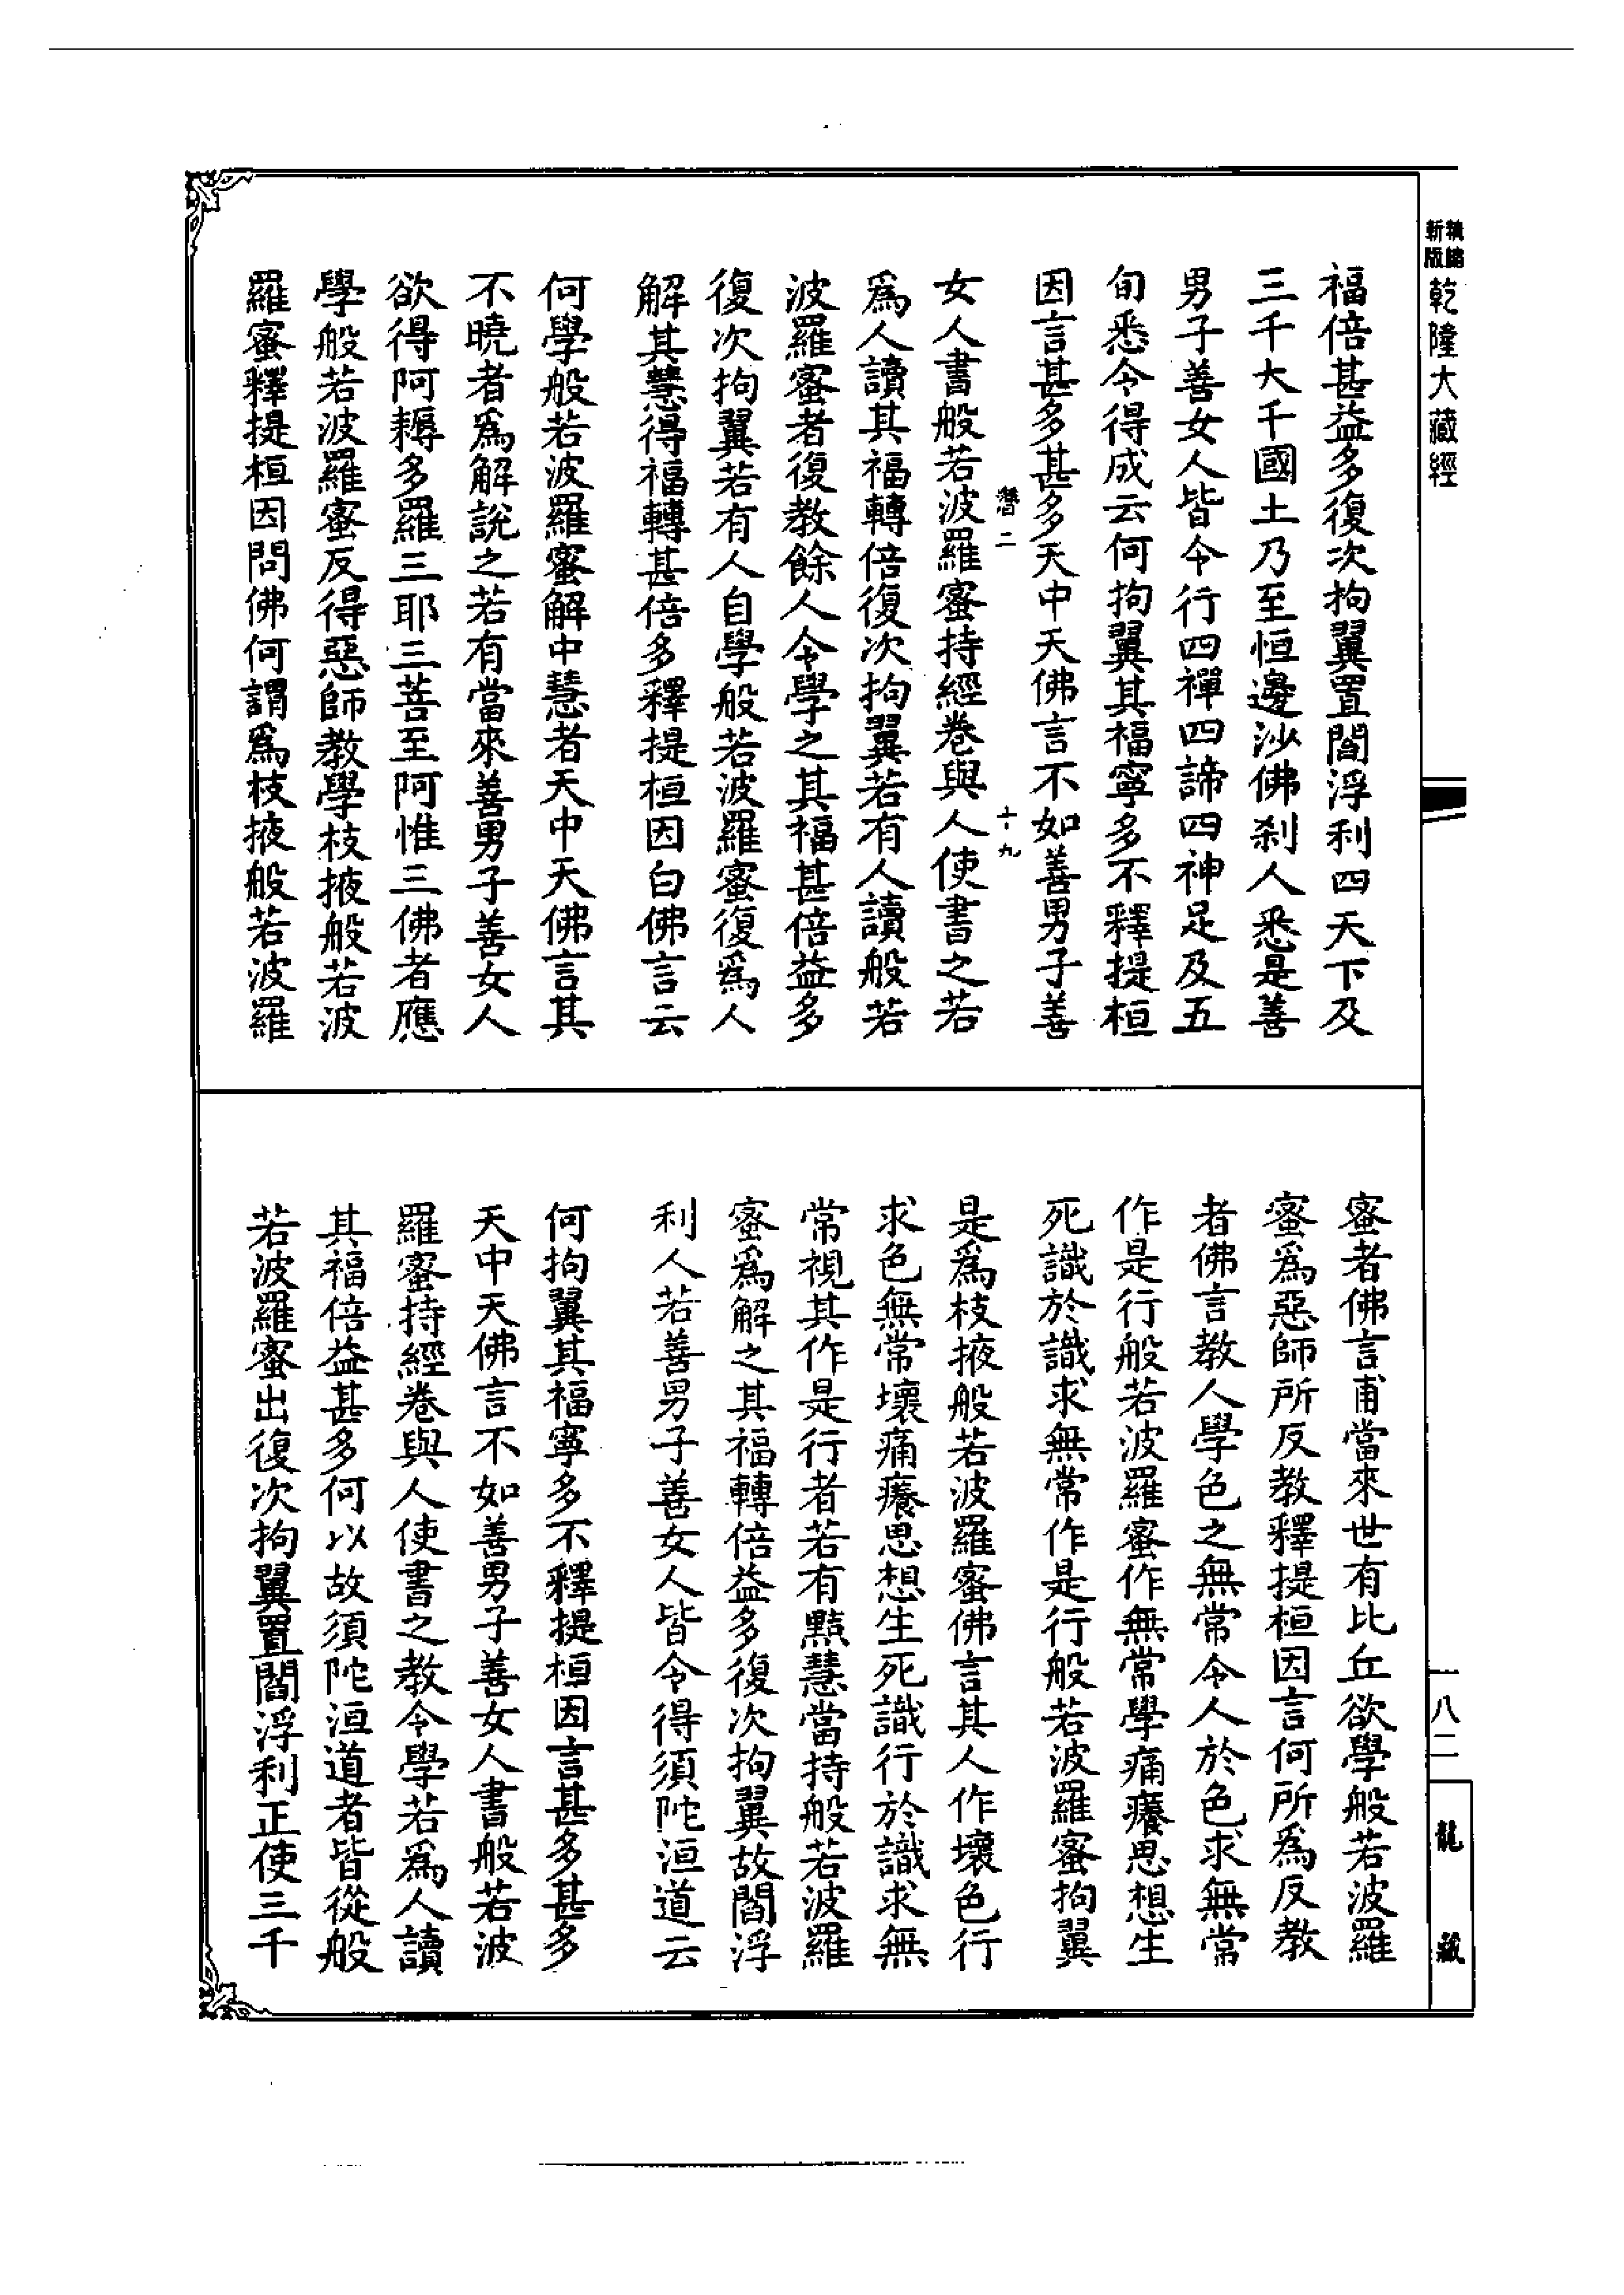 精縮
新版
乾隆大藏經
福倍甚益多復次拘翼置閻浮利四天下及
三千大千國土乃至恒邊沙佛剎人悉是善
男子善女人皆令行四禪四諦四神足及五
旬悉令得成云何拘翼其福寧多不釋提桓
因言甚多甚多天中天佛言不如善男子善
十九
女人書般若波羅蜜持經卷與人使書之若
爲人讀其福轉倍復次拘翼若有人讀般若
波羅蜜者復教餘人令學之其福甚倍益多
復次拘翼若有人自學般若波羅蜜復爲人
解其慧得福轉甚倍多釋提桓因白佛言云
何學般若波羅蜜解中慧者天中天佛言其
不曉者爲解說之若有當來善男子善女人
欲得阿耨多羅三耶三菩至阿惟三佛者應
學般若波羅蜜反得惡師教學枝掖般若波
羅蜜釋提桓因問佛何謂爲枝掖般若波羅
蜜者佛言甫當來世有比丘欲學般若波羅
蜜爲惡師所反教釋提桓因言何所爲反教
者佛言教人學色之無常令人於色求無常
作是行般若波羅蜜作無常學痛癢思想生
死識於識求無常作是行般若波羅蜜拘翼
是爲枝掖般若波羅蜜佛言其人作壞色行
求色無常壞痛癢思想生死識行於識求無
常視其作是行者若有黠慧當持般若波羅
蜜爲解之其福轉倍益多復次拘翼故閻浮
利人若善男子善女人皆令得須陀洹道云
何拘翼其福寧多不釋提桓因言甚多甚多
天中天佛言不如善男子善女人書般若波
羅蜜持經卷與人使書之教令學若爲人讀
其福倍益甚多何以故須陀洹道者皆從般
若波羅蜜出復次拘翼置閻浮利正使三千
一八二
龍藏